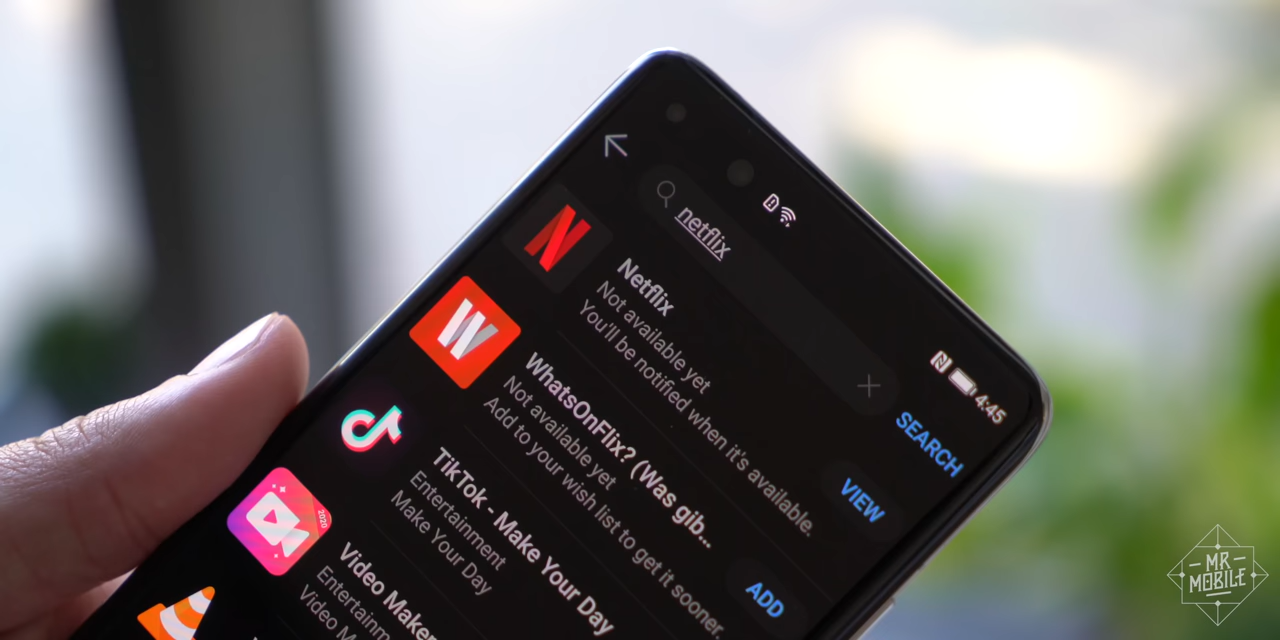 4:45
netflix
SEARCH
Netflix
Not available yet
You'll be notified when it's available.
VIEW
WhatsOnFlix? (Was gib...
Not available yet
Add to your wish list to get it sooner.
ADD
TikTok - Make Your Day
Entertainment
Make Your Day
2020
Video Maker
Entertainm
Video M
MR
MOBILE